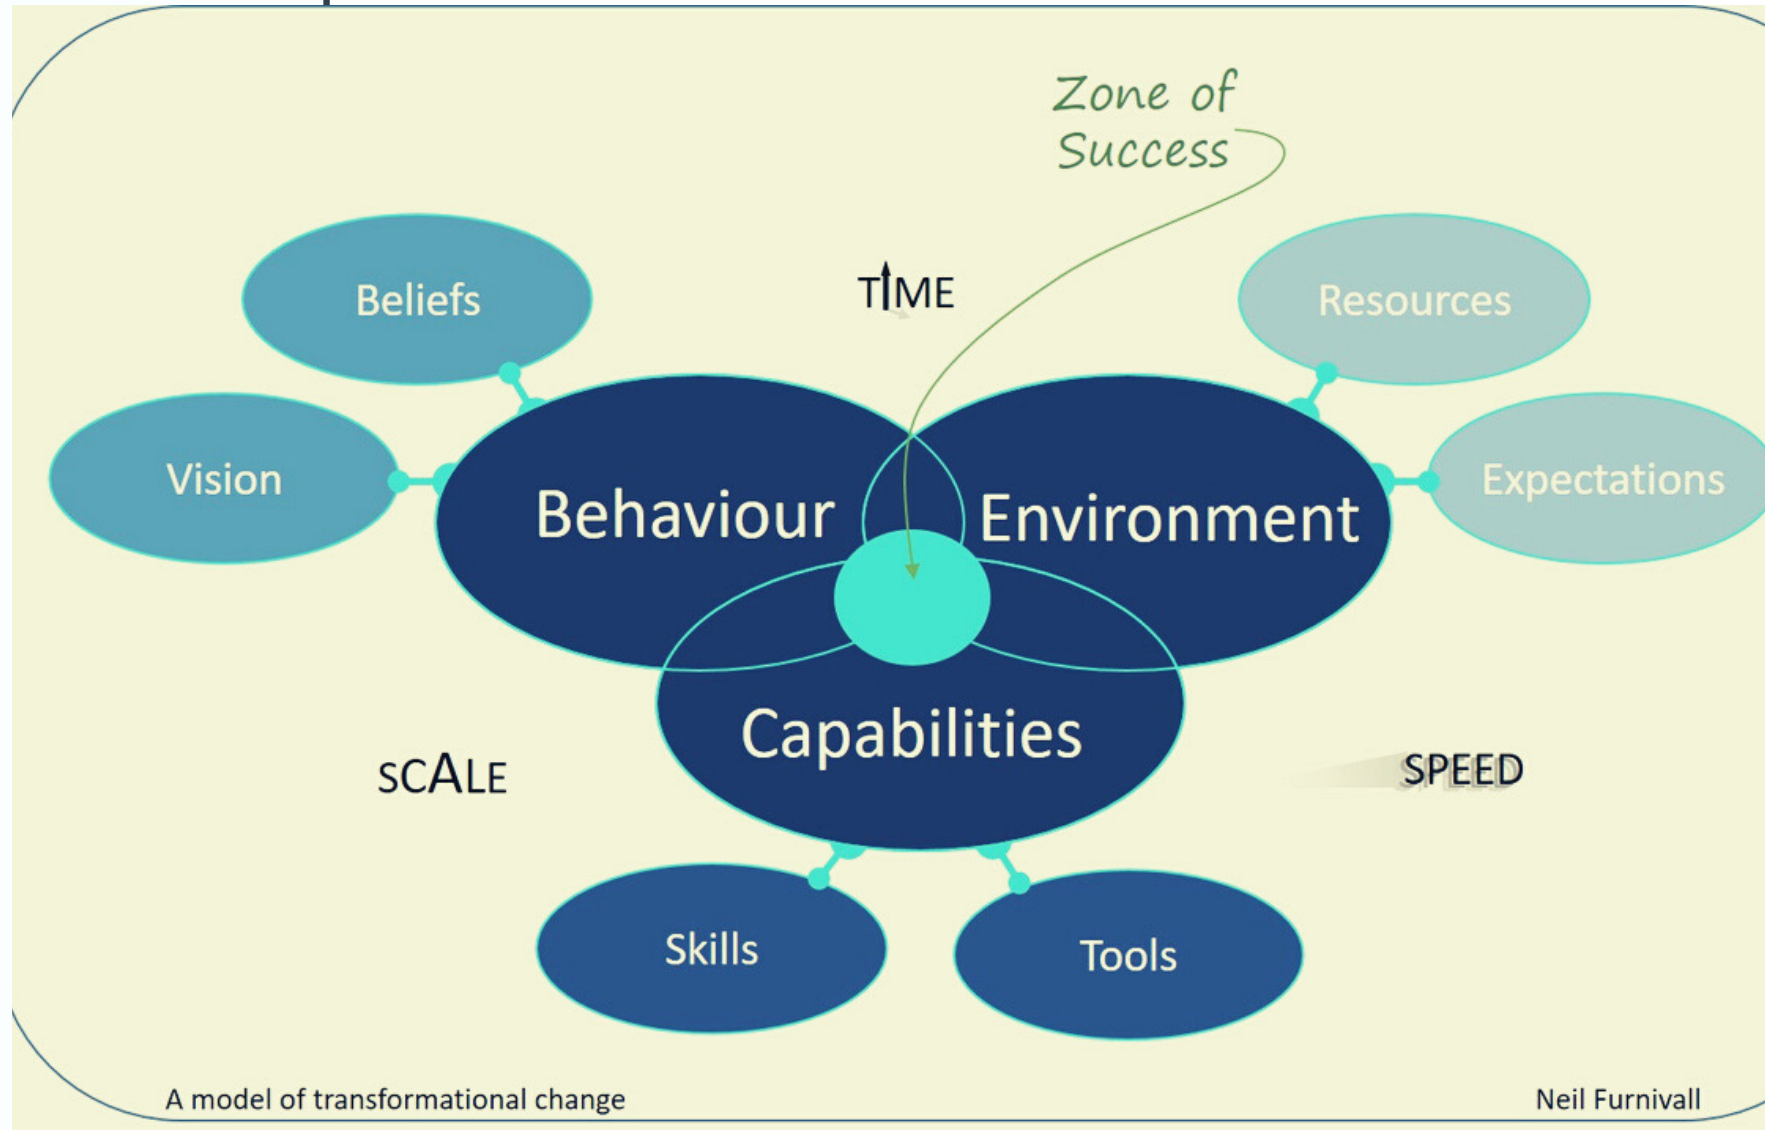 Zone of
Success
TIME
Beliefs
Resources
Vision
Expectations
Behaviour
Environment
Capabilities
SCALE
SPEED
Skills
Tools
A model of transformational change
Neil Furnivall